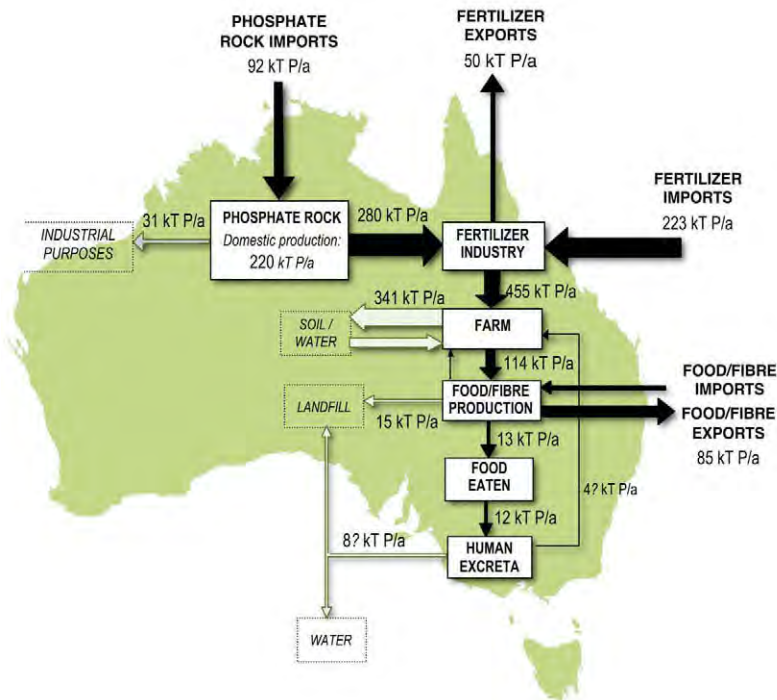 PHOSPHATE
ROCK IMPORTS
92 kT P/a
FERTILIZER
EXPORTS
50 kT P/a
FERTILIZER
IMPORTS
223 kT P/a
31 kT P/a
INDUSTRIAL
PURPOSES
PHOSPHATE ROCK
Domestic production:
220 kT P/a
280 kT P/a
FERTILIZER
INDUSTRY
455 kT P/a
341 kT P/a
SOIL /
WATER
FARM
114 kT P/a
FOOD/FIBRE
IMPORTS
FOOD/FIBRE
PRODUCTION
LANDFILL
15 kT P/a
FOOD/FIBRE
EXPORTS
85 kT P/a
13 kT P/a
FOOD
EATEN
4? kT P/a
12 kT P/a
8? kT P/a
HUMAN
EXCRETA
WATER